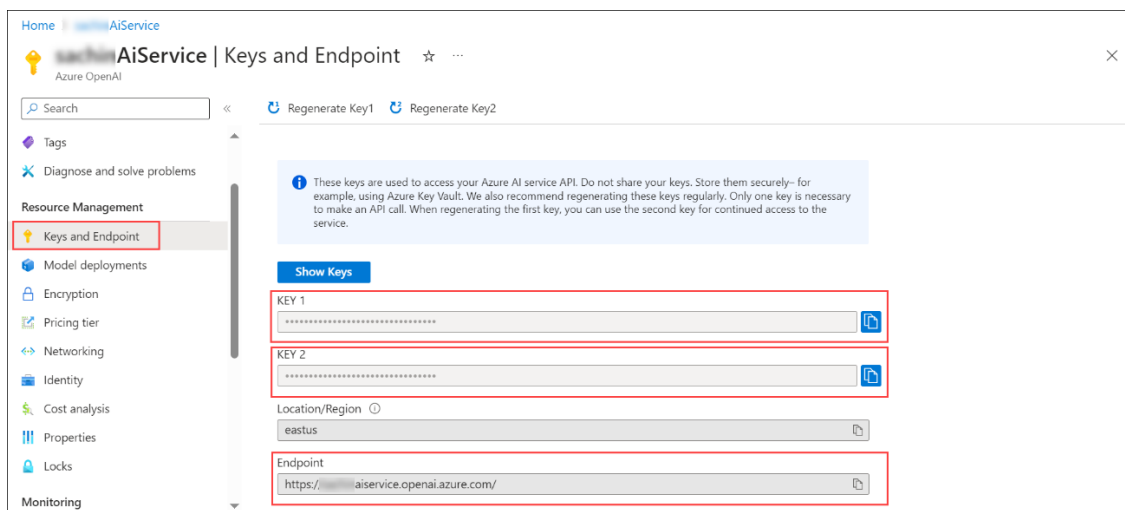 Home AiService
AiService | Keys and Endpoint
Azure OpenAI
Search
Regenerate Key1 Regenerate Key2
Tags
Diagnose and solve problems
Resource Management
Keys and Endpoint
Model deployments
Encryption
Pricing tier
Networking
Identity
Cost analysis
Properties
Locks
Monitoring
These keys are used to access your Azure AI service API. Do not share your keys. Store them securely– for
example, using Azure Key Vault. We also recommend regenerating these keys regularly. Only one key is necessary
to make an API call. When regenerating the first key, you can use the second key for continued access to the
service.
Show Keys
KEY 1
••••••••••••••••••••••••••••••••
KEY 2
••••••••••••••••••••••••••••••••
Location/Region
eastus
Endpoint
https:/ aiservice.openai.azure.com/